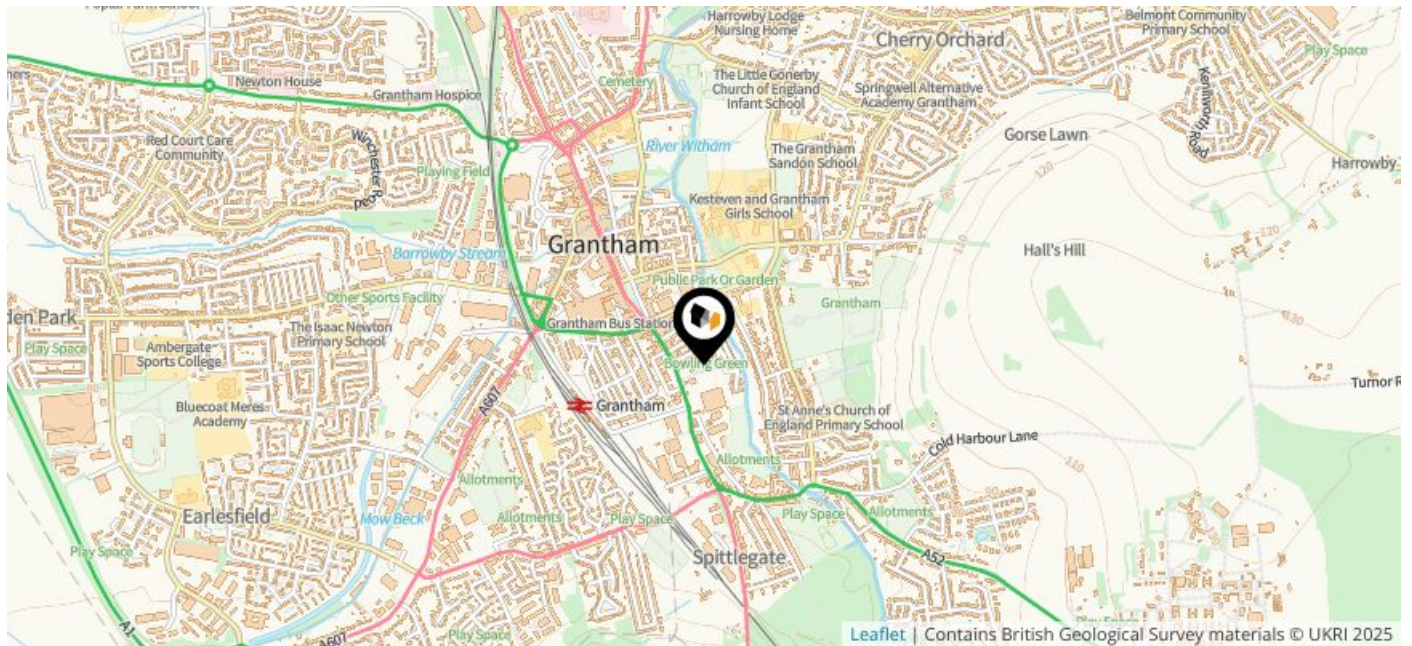 Harrowby Lodge
Nursing Home
Belmont Community
Primary School
Cherry Orchard
Play Space
Newton House
Grantham Hospice
Cemetery
The Little Gonerby
Church of England
Infant School
Springwell Alternative
Academy Grantham
Kenilworth Road
Red Court Care
Community
Winchester Road
Playing Field
River Witham
The Grantham
Sandon School
Gorse Lawn
Harrowby
120
Kesteven and Grantham
Girls School
Grantham
Barrowby Stream
110
Hall's Hill
120
Public Park Or Garden
Other Sports Facility
Grantham
den Park
The Isaac Newton
Primary School
Grantham Bus Station
130
Play Space
Ambergate
Sports College
Bowling Green
Turnor R
Bluecoat Meres
Academy
A607
Grantham
St Anne's Church of
England Primary School
Cold Harbour Lane
Allotments
110
Allotments
Earlesfield
Mow Beck
Allotments
Play Space
Play Space
Allotments
Play Space
Spittlegate
A52
A1
A607
Play Space
Leaflet | Contains British Geological Survey materials © UKRI 2025